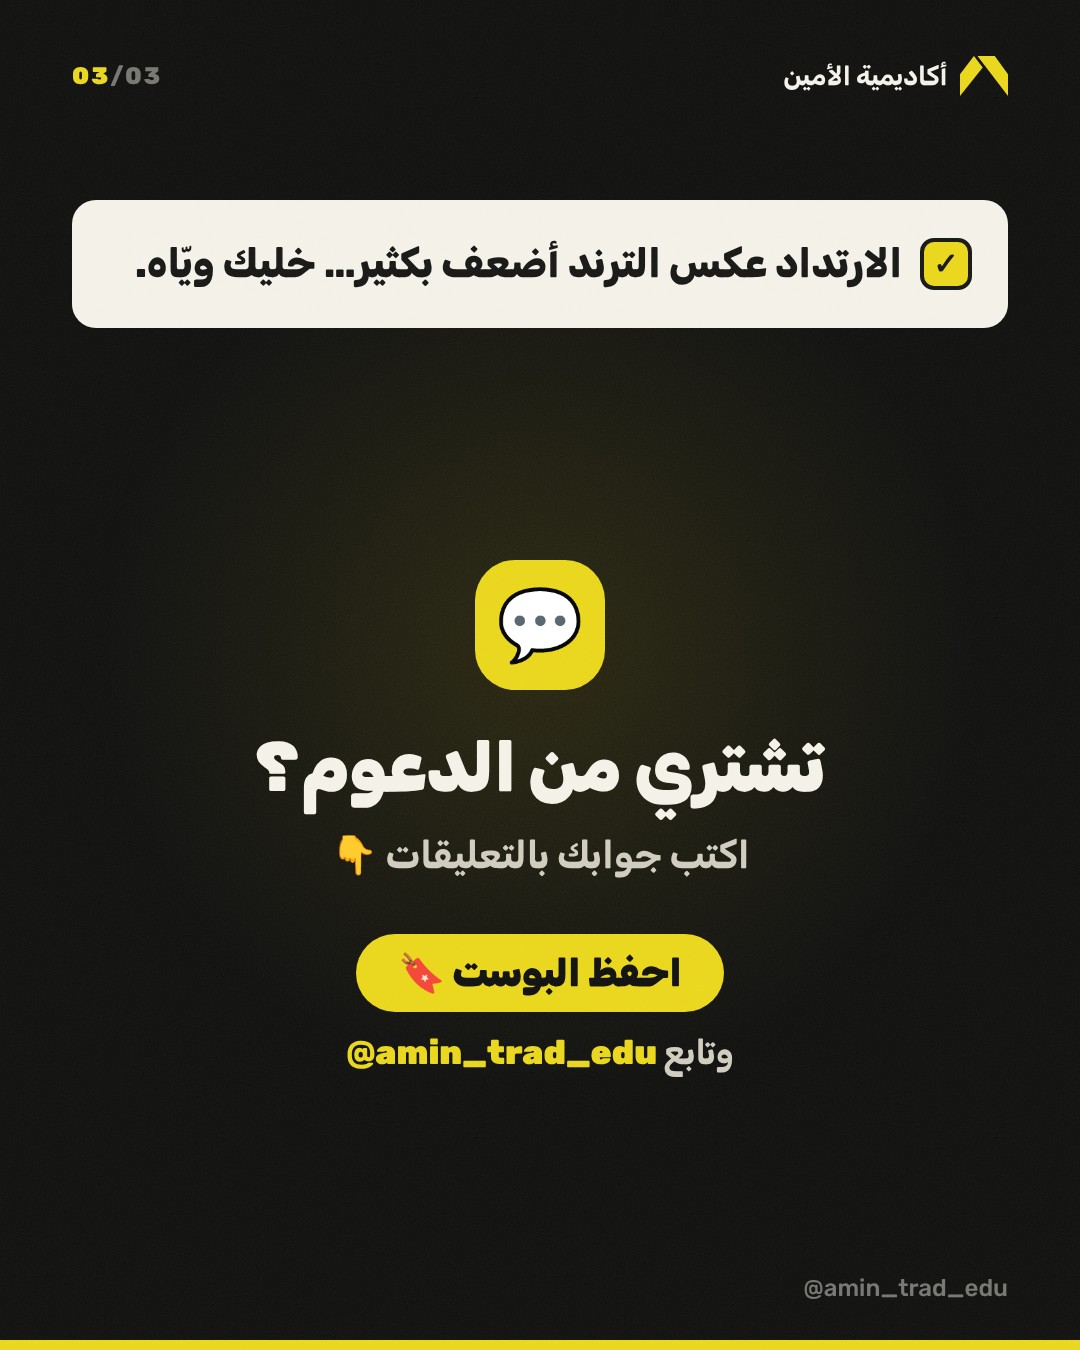 أكاديمية الأمين
03/03
✓ الارتداد عكس الترند أضعف بكثير... خليك ويّاه.
تشتري من الدعوم؟
اكتب جوابك بالتعليقات 👇
احفظ البوست 🔖
وتابع @amin_trad_edu
@amin_trad_edu